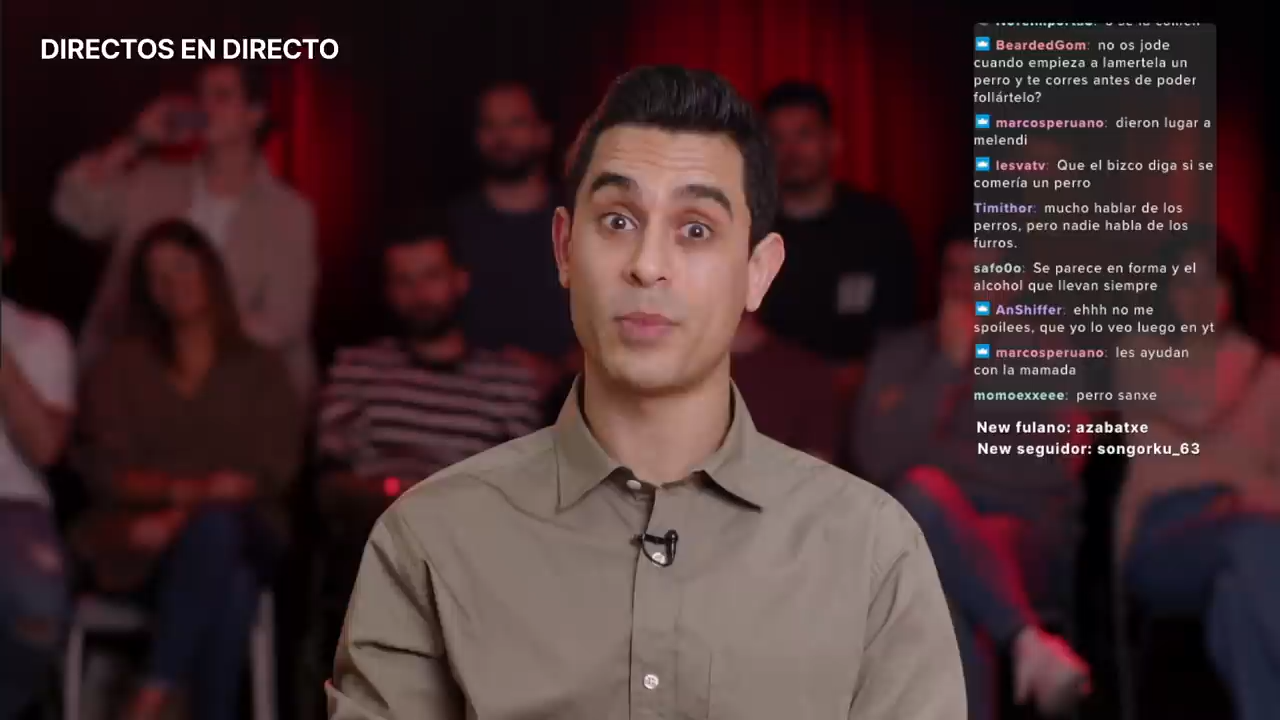 DIRECTOS EN DIRECTO
BeardedGom: no os jode
cuando empieza a lamertela un
perro y te corres antes de poder
follártelo?
marcosperuano: dieron lugar a
melendi
lesvatv: Que el bizco diga si se
comería un perro
Timithor: mucho hablar de los
perros, pero nadie habla de los
furros.
safo0o: Se parece en forma y el
alcohol que llevan siempre
AnShiffer: ehhh no me
spoilees, que yo lo veo luego en yt
marcosperuano: les ayudan
con la mamada
momoexxeee: perro sanxe
New fulano: azabatxe
New seguidor: songorku_63